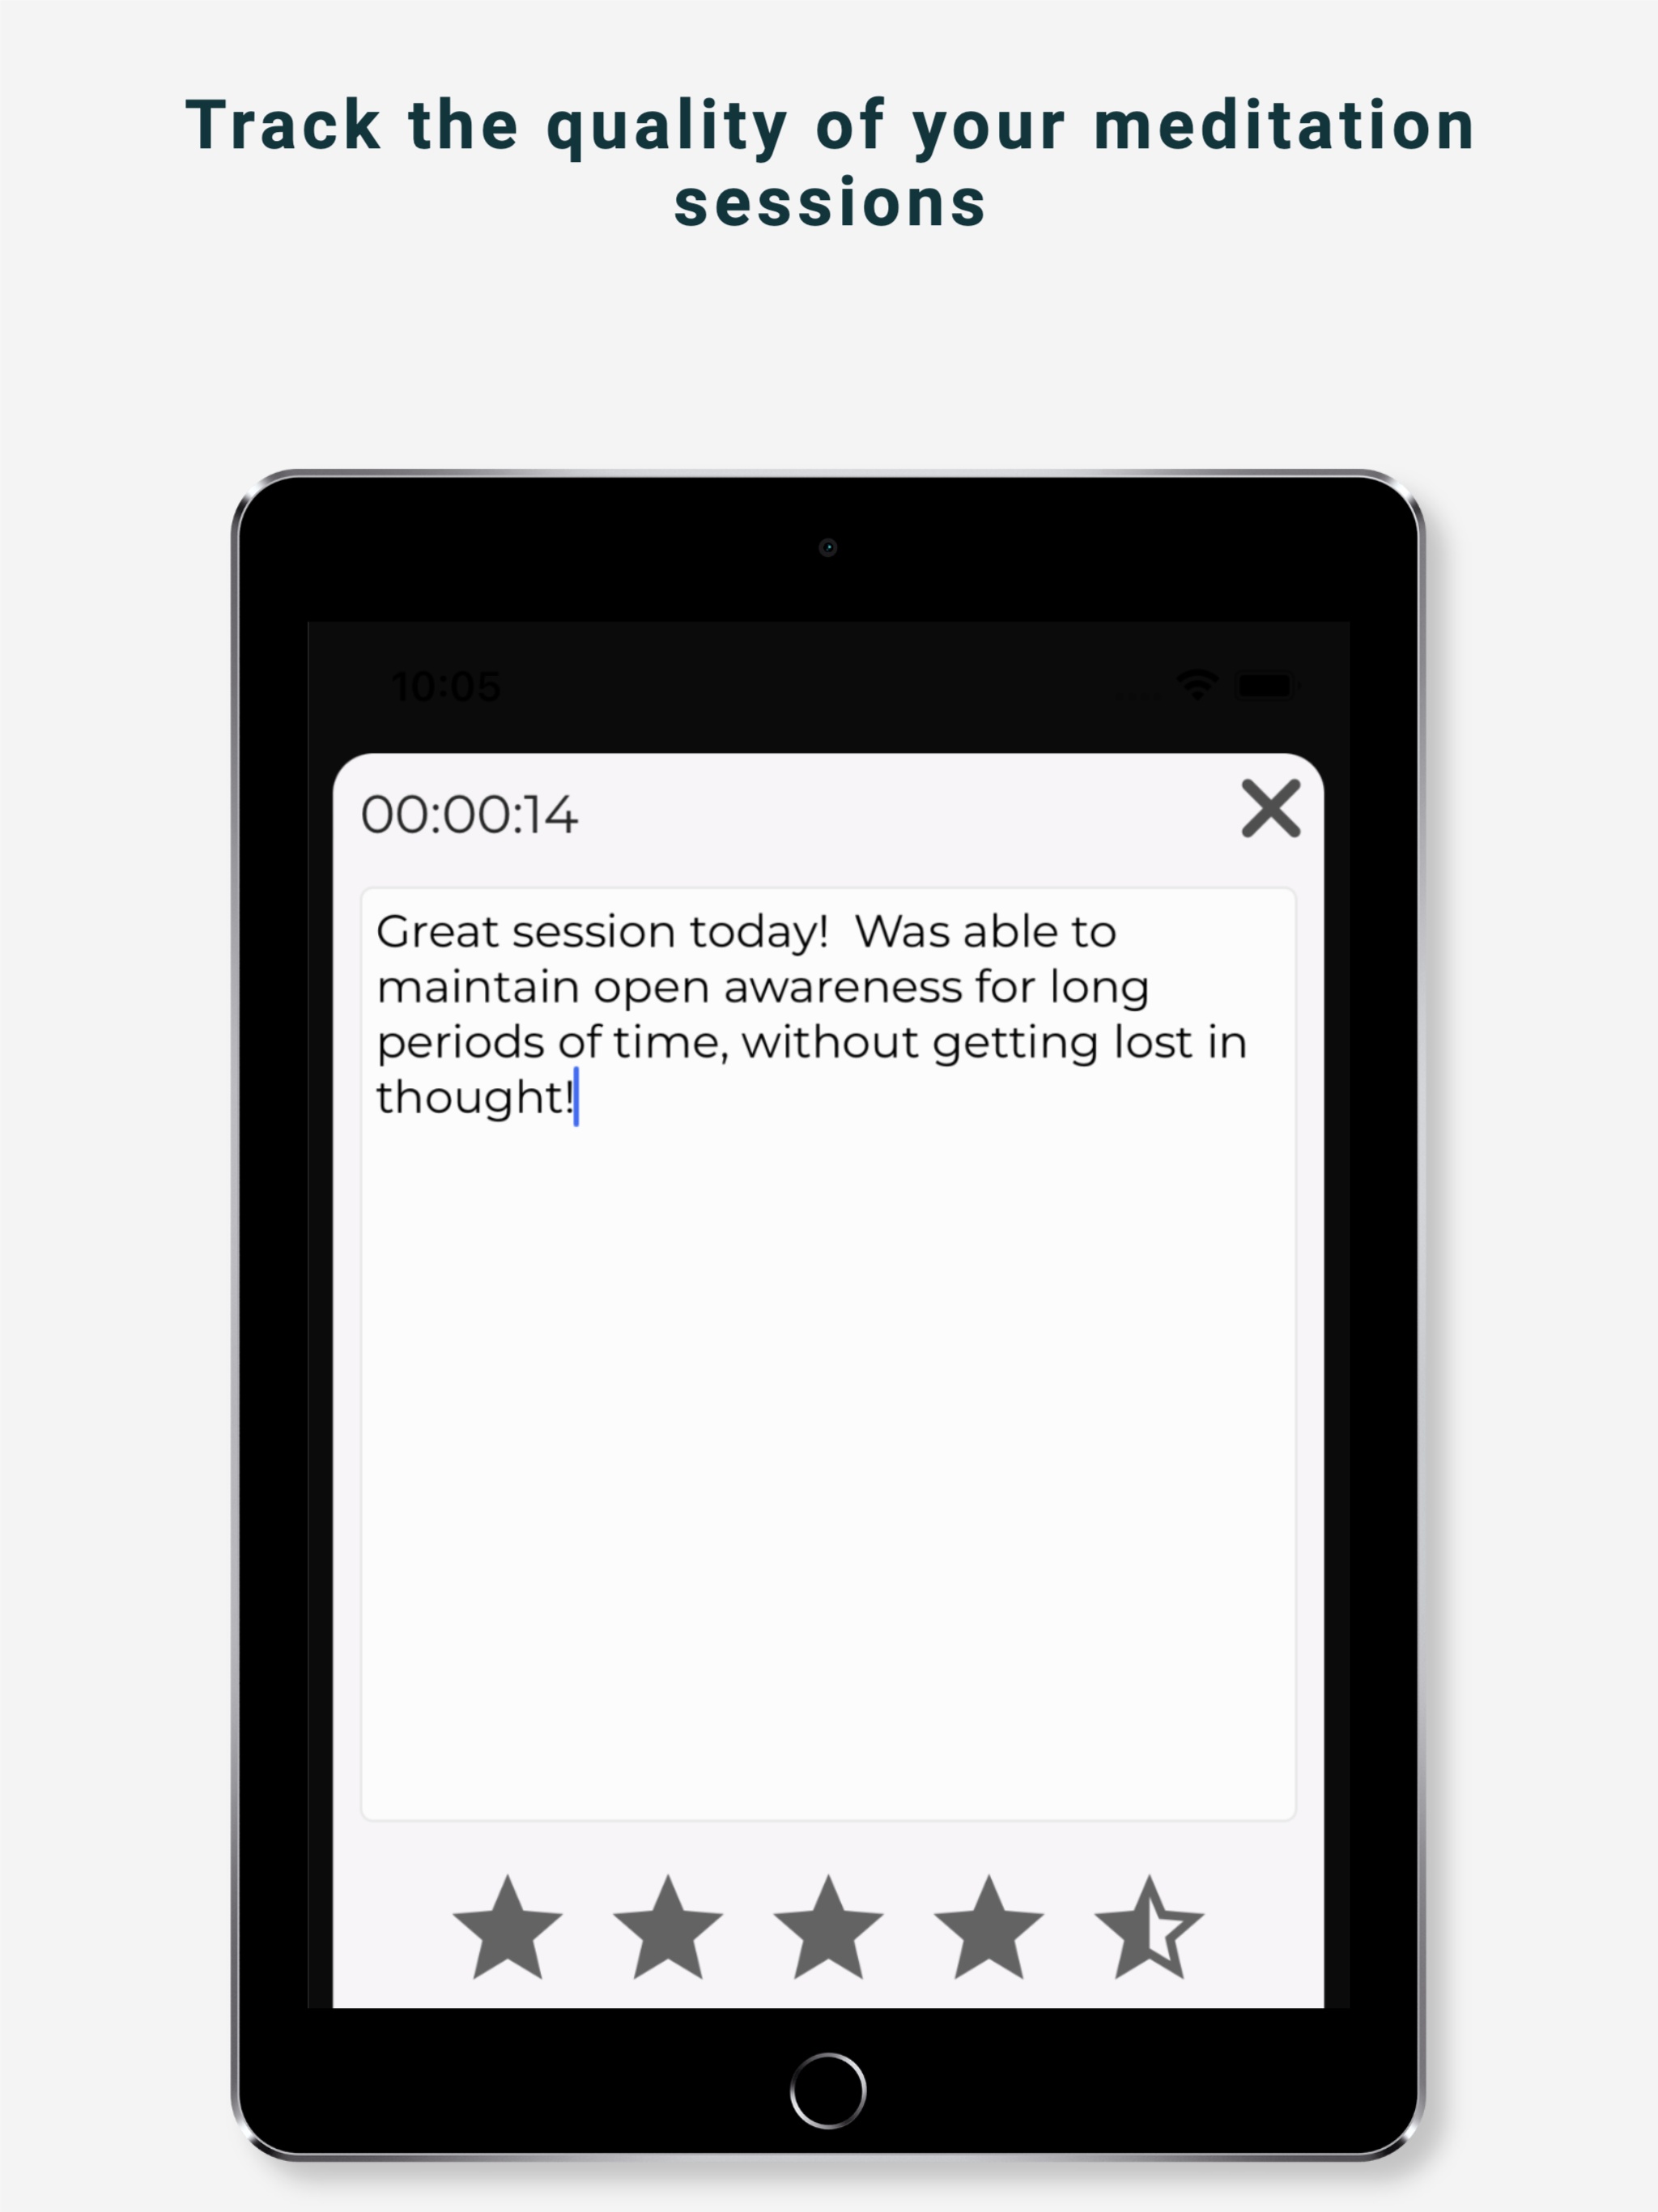 Track the quality of your meditation
sessions
10:05
00:00:14
Great session today!  Was able to
maintain open awareness for long
periods of time, without getting lost in
thought!